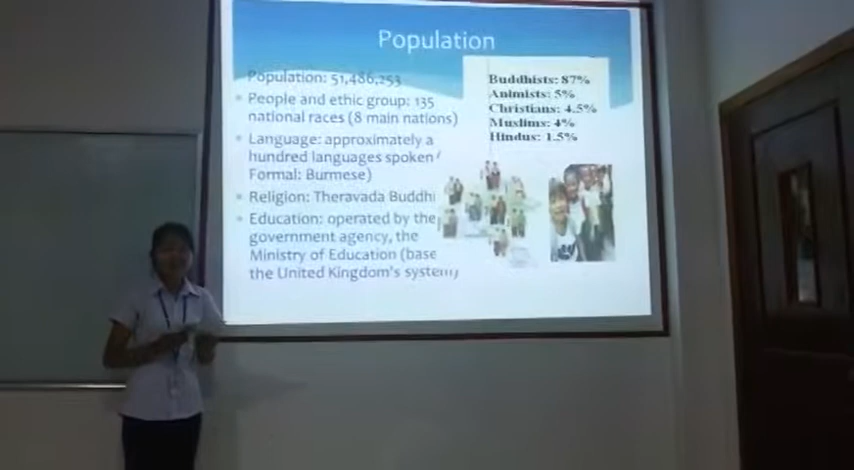 Population
Population: 51,486,253
People and ethic group: 135
national races (8 main nations)
Language: approximately a
hundred languages spoken
Formal: Burmese)
Religion: Theravada Buddhi
Education: operated by the
government agency, the
Ministry of Education (base
the United Kingdom's system)
Buddhists: 87%
Animists: 5%
Christians: 4.5%
Muslims: 4%
Hindus: 1.5%